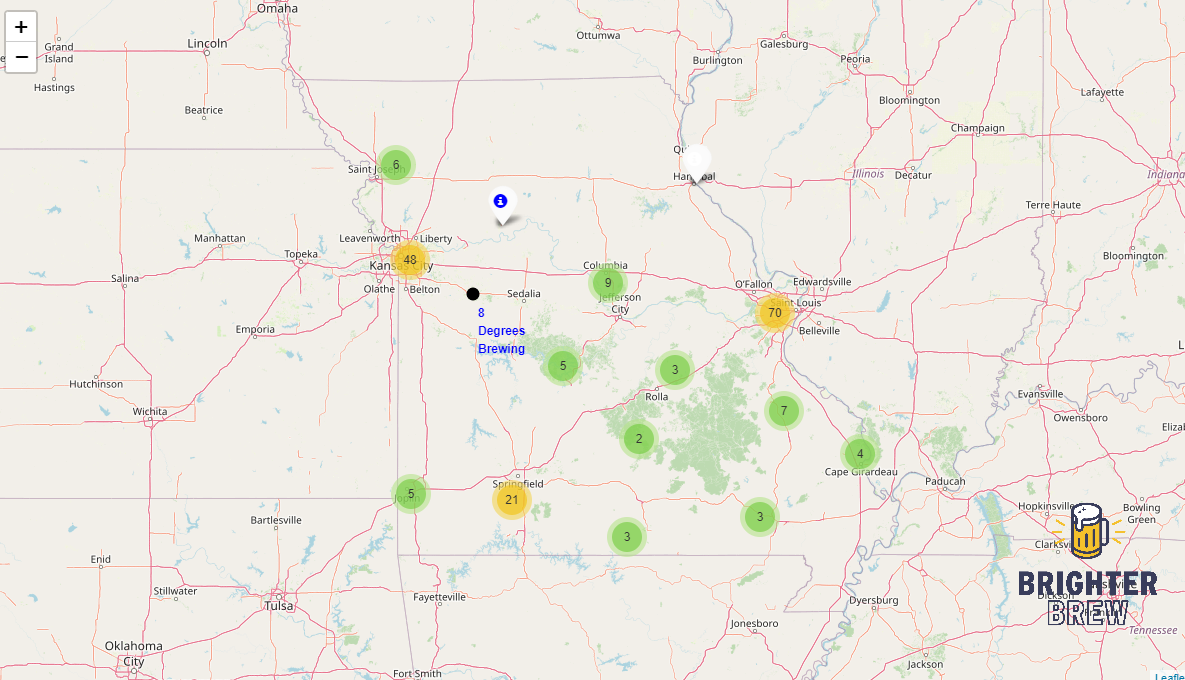 Omaha
+
Ottumwa
Grand
Island
Lincoln
Galesburg
Burlington
Peoria
−
Hastings
Lafayette
Bloomington
Beatrice
Champaign
6
Saint Joseph
Hannibal
Illinois
Decatur
Indiana
Terre Haute
Manhattan
Leavenworth
Liberty
Topeka
48
Kansas City
Columbia
Bloomington
Salina
9
Olathe
Belton
Sedalia
Jefferson
City
O'Fallon
Edwardsville
Saint Louis
70
8
Degrees
Brewing
Emporia
Belleville
5
3
Hutchinson
Rolla
Evansville
Wichita
7
Owensboro
2
4
Cape Girardeau
Springfield
Paducah
5
Joplin
21
Hopkinsville
Bowling
Green
Bartlesville
3
3
Enid
BRIGHTER
BREW
Stillwater
Tulsa
Fayetteville
Dyersburg
Jonesboro
Tennessee
Oklahoma
City
Jackson
Fort Smith